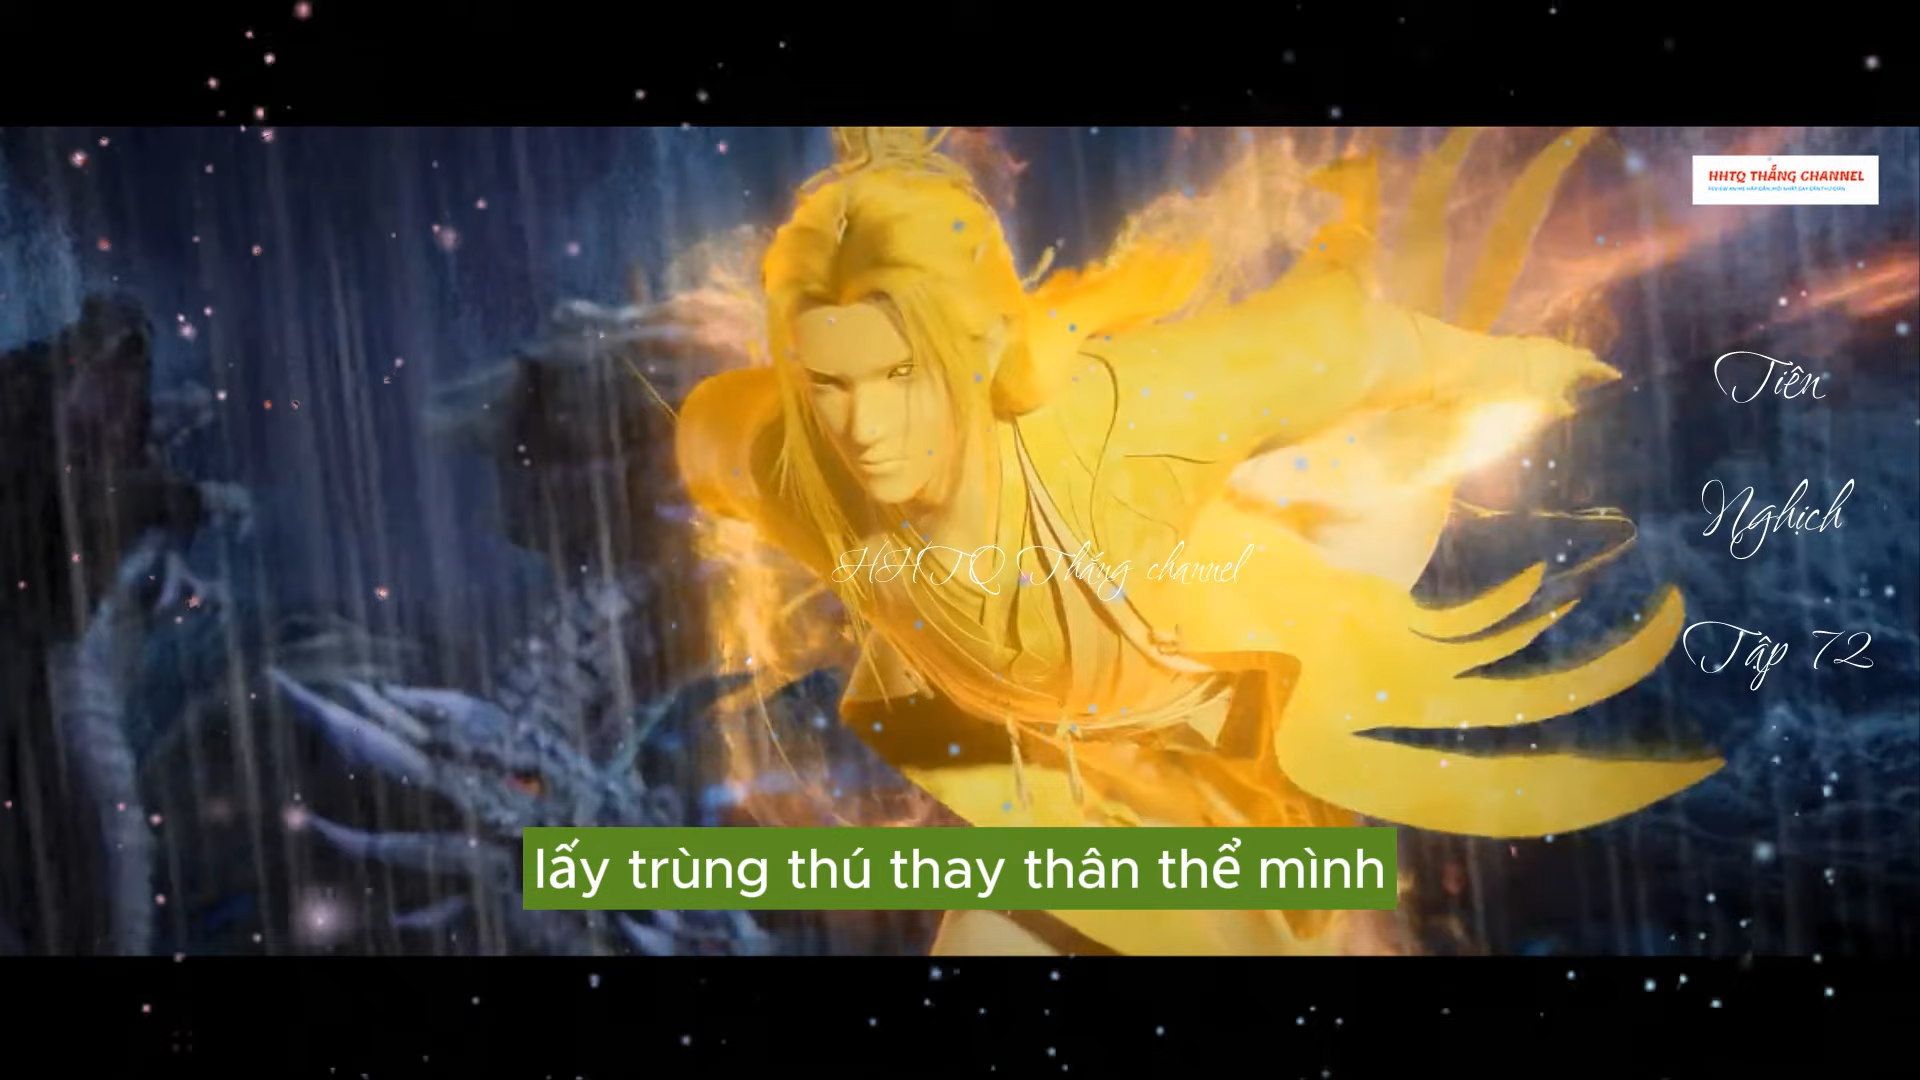 HHTQ THẮNG CHANNEL
Tiên
Nghịch
HHTQ Thắng channel
Tập 72
lấy trùng thú thay thân thể mình